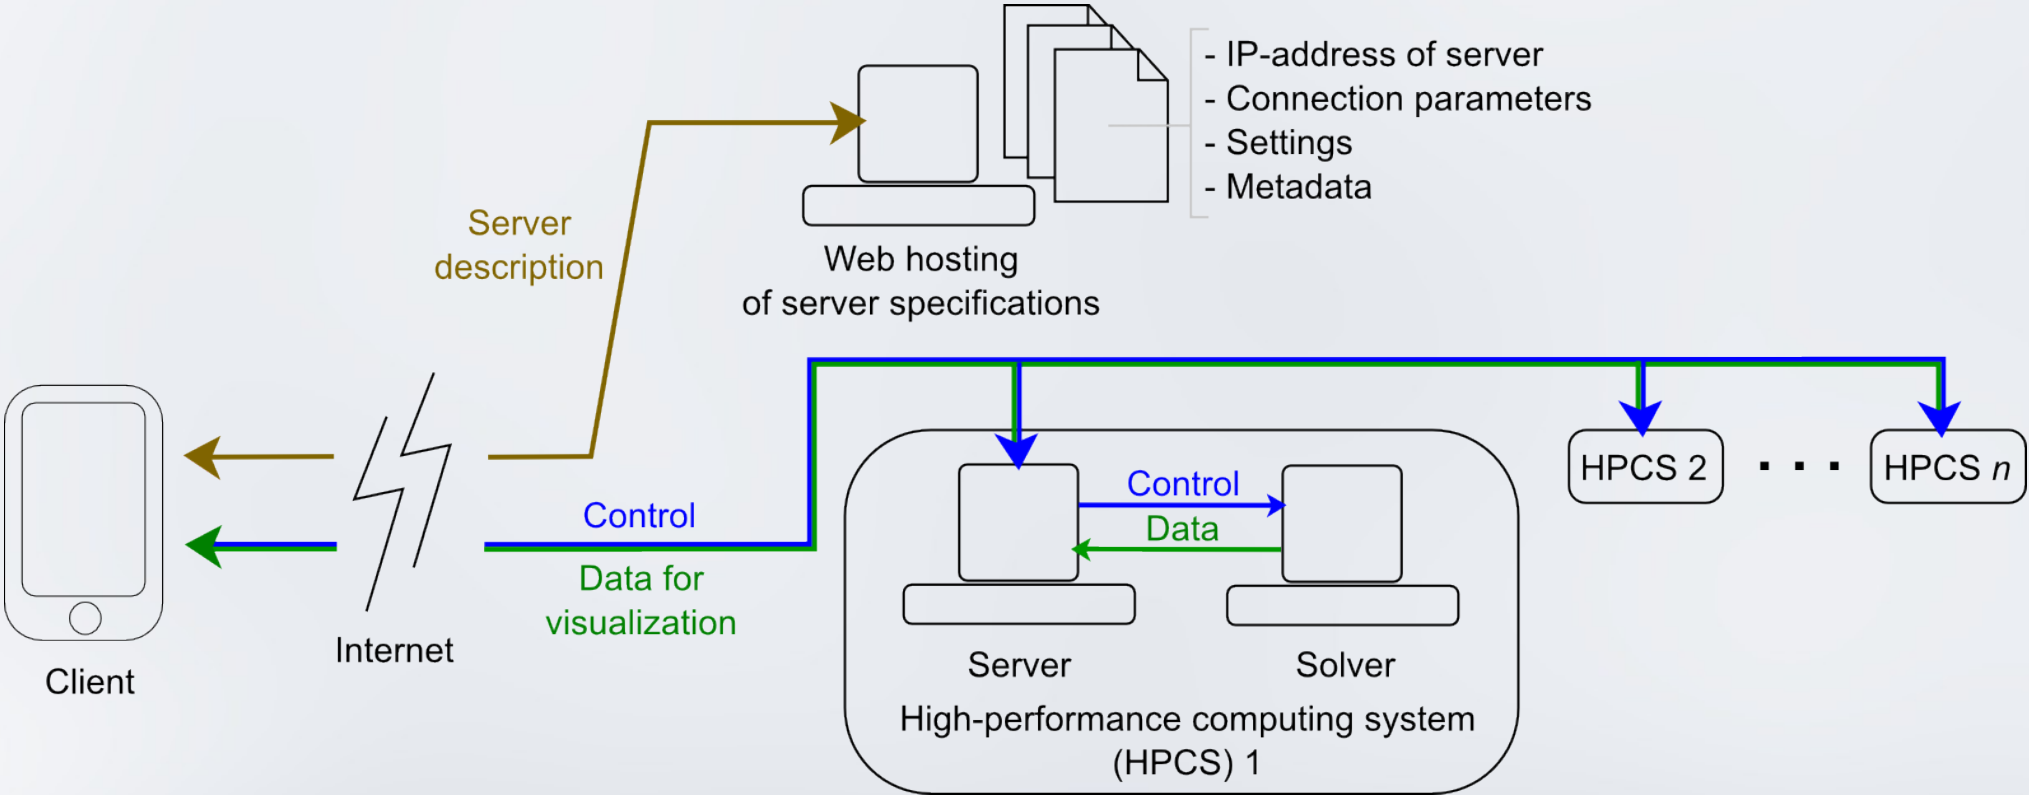 - IP-address of server
- Connection parameters
- Settings
- Metadata
Server
description
Web hosting
of server specifications
Control
Data for
visualization
Internet
Client
Control
Data
Server
Solver
High-performance computing system
(HPCS) 1
HPCS 2
. . .
HPCS n